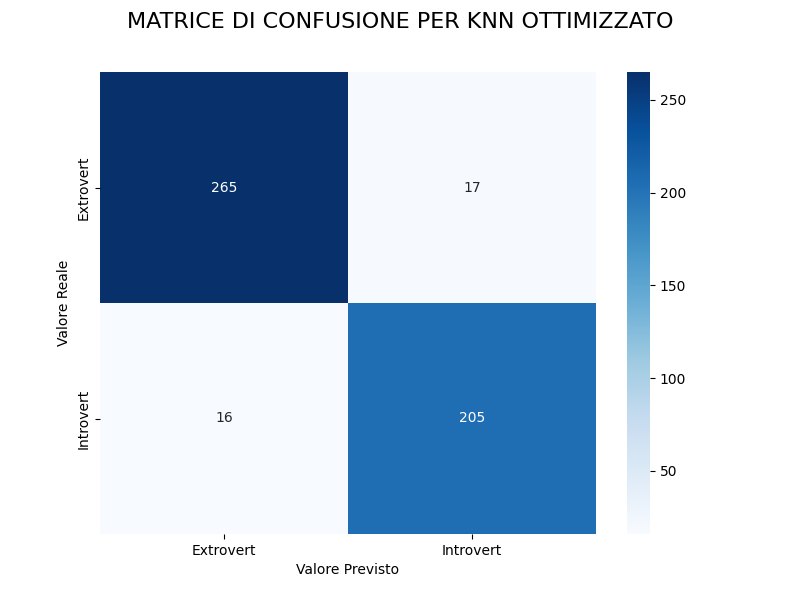 MATRICE DI CONFUSIONE PER KNN OTTIMIZZATO
Valore Reale
Extrovert
265
17
Introvert
16
205
Extrovert
Introvert
Valore Previsto
250
200
150
100
50